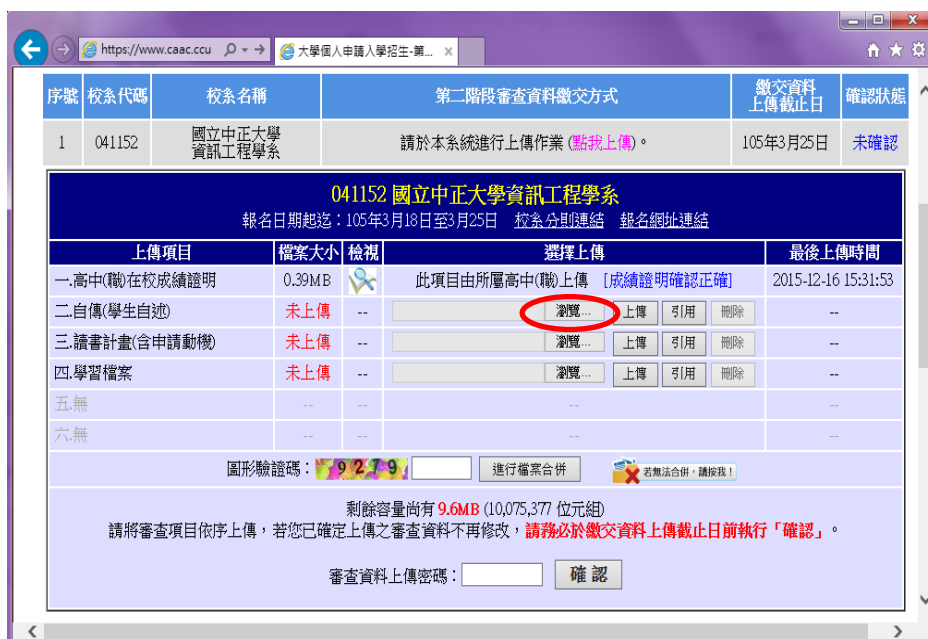 https://www.caac.ccu
大學個人申請入學招生-第...
序號 校系代碼 校系名稱 第二階段審查資料繳交方式 繳交資料上傳截止日 確認狀態
1 041152 國立中正大學資訊工程學系 請於本系統進行上傳作業 (點我上傳)。 105年3月25日 未確認
041152 國立中正大學資訊工程學系
報名日期起迄：105年3月18日至3月25日 校系分則連結 報名網址連結
上傳項目 檔案大小 檢視 選擇上傳 最後上傳時間
一.高中(職)在校成績證明 0.39MB 此項目由所屬高中(職)上傳 [成績證明確認正確] 2015-12-16 15:31:53
二.自傳(學生自述) 未上傳 -- 瀏覽... 上傳 引用 刪除 --
三.讀書計畫(含申請動機) 未上傳 -- 瀏覽... 上傳 引用 刪除 --
四.學習檔案 未上傳 -- 瀏覽... 上傳 引用 刪除 --
五.無 -- -- -- --
六.無 -- -- -- --
圖形驗證碼： 9279 進行檔案合併 若無法合併，請按我！
剩餘容量尚有 9.6MB (10,075,377 位元組)
請將審查項目依序上傳，若您已確定上傳之審查資料不再修改，請務必於繳交資料上傳截止日前執行「確認」。
審查資料上傳密碼： 確認